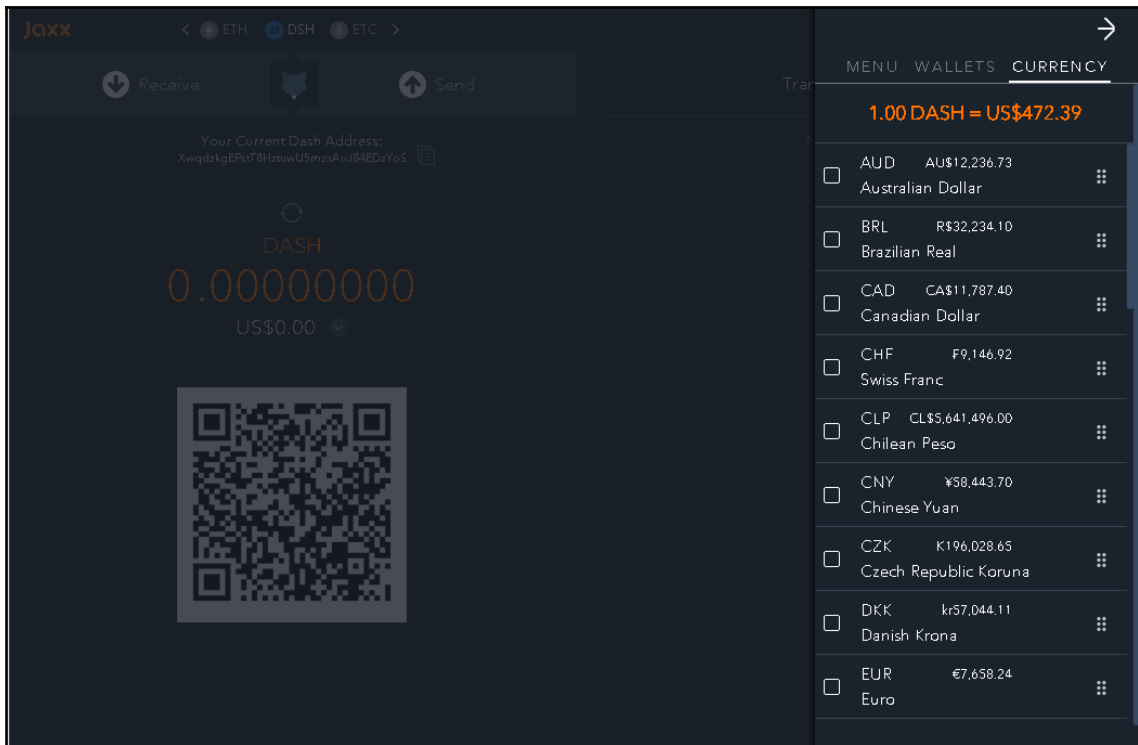 Jaxx
< ETH DSH ETC >
Receive
Send
Tran
Your Current Dash Address:
DASH
0.00000000
US$0.00
MENU WALLETS CURRENCY
1.00 DASH = US$472.39
AUD AU$12,236.73
Australian Dollar
BRL R$32,234.10
Brazilian Real
CAD CA$11,787.40
Canadian Dollar
CHF ₣9,146.92
Swiss Franc
CLP CL$5,641,496.00
Chilean Peso
CNY ¥58,443.70
Chinese Yuan
CZK K196,028.65
Czech Republic Koruna
DKK kr57,044.11
Danish Krona
EUR €7,658.24
Euro